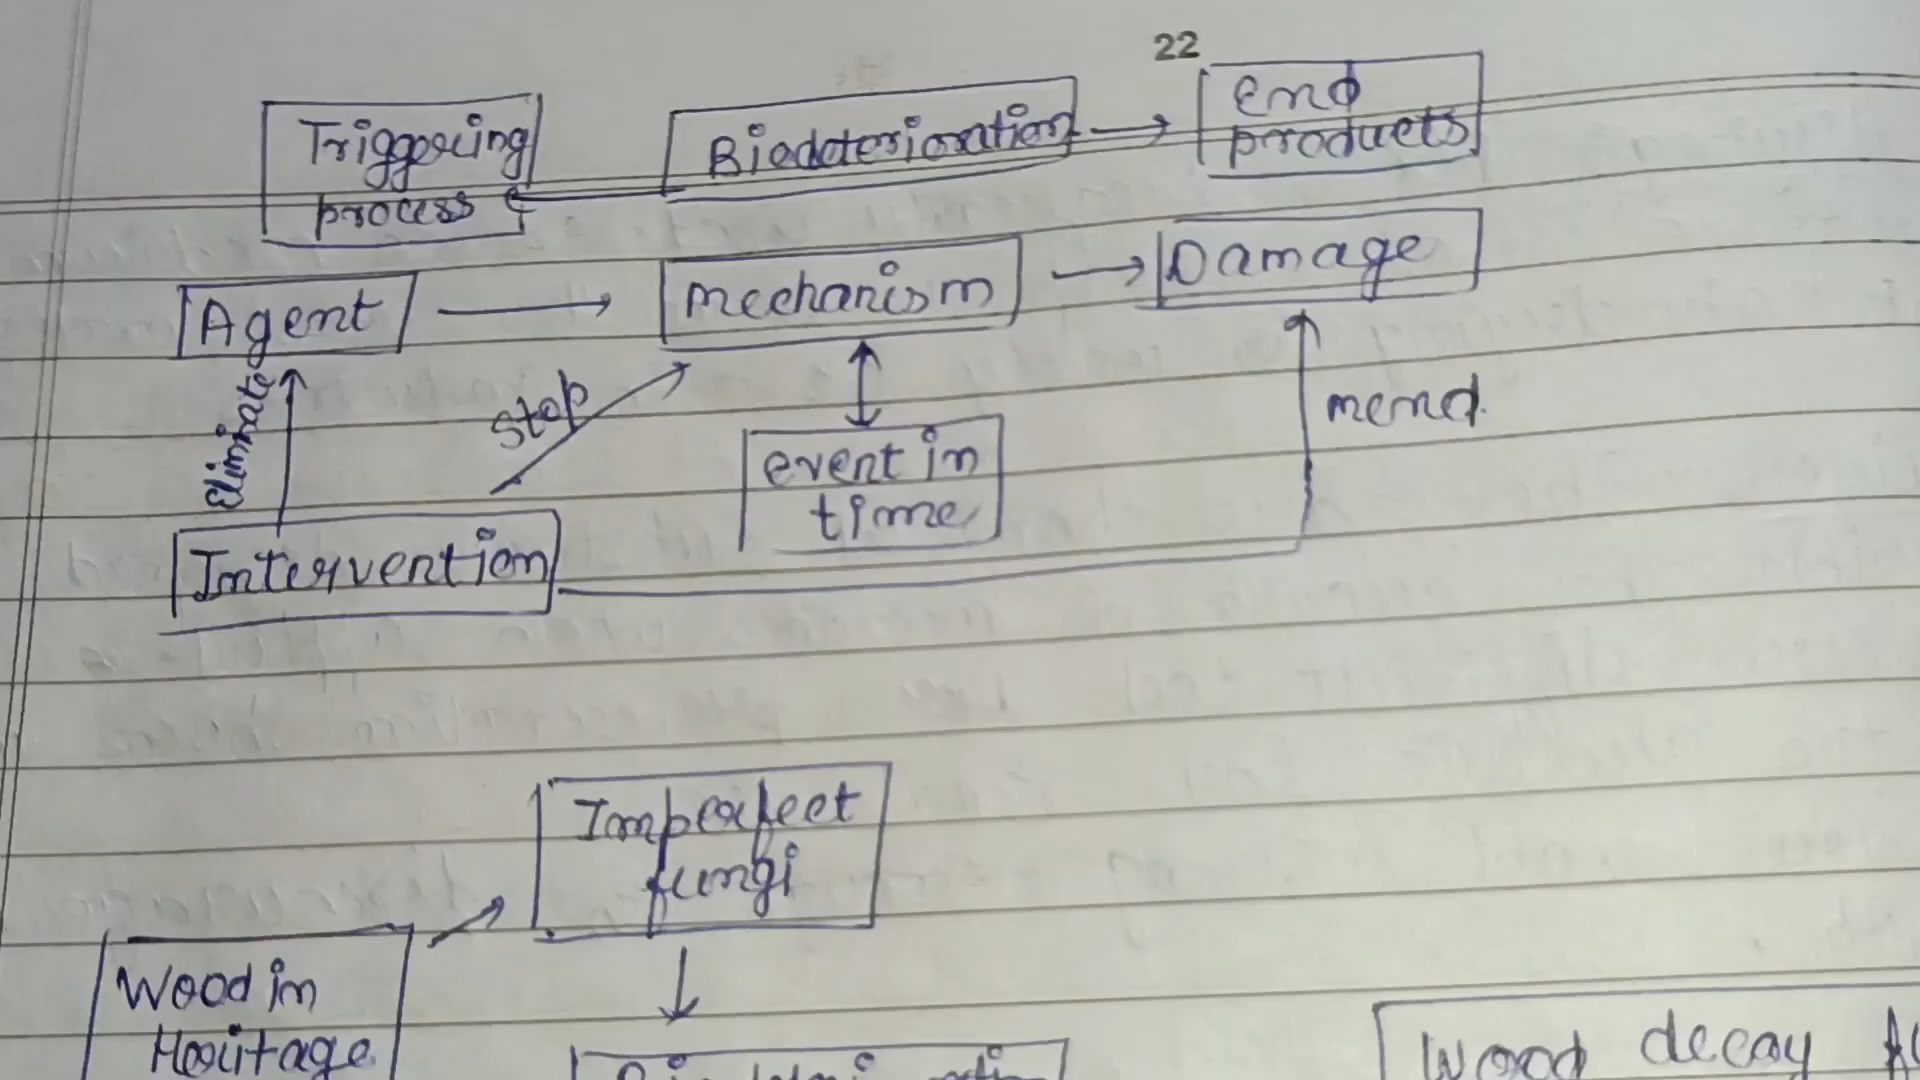 22
Triggering
process
Biodeterioration
End
products
Agent
mechanism
Damage
Eliminate
Stop
mend.
event in
time
Intervention
Imperfect
fungi
Wood in
Heritage
Wood decay